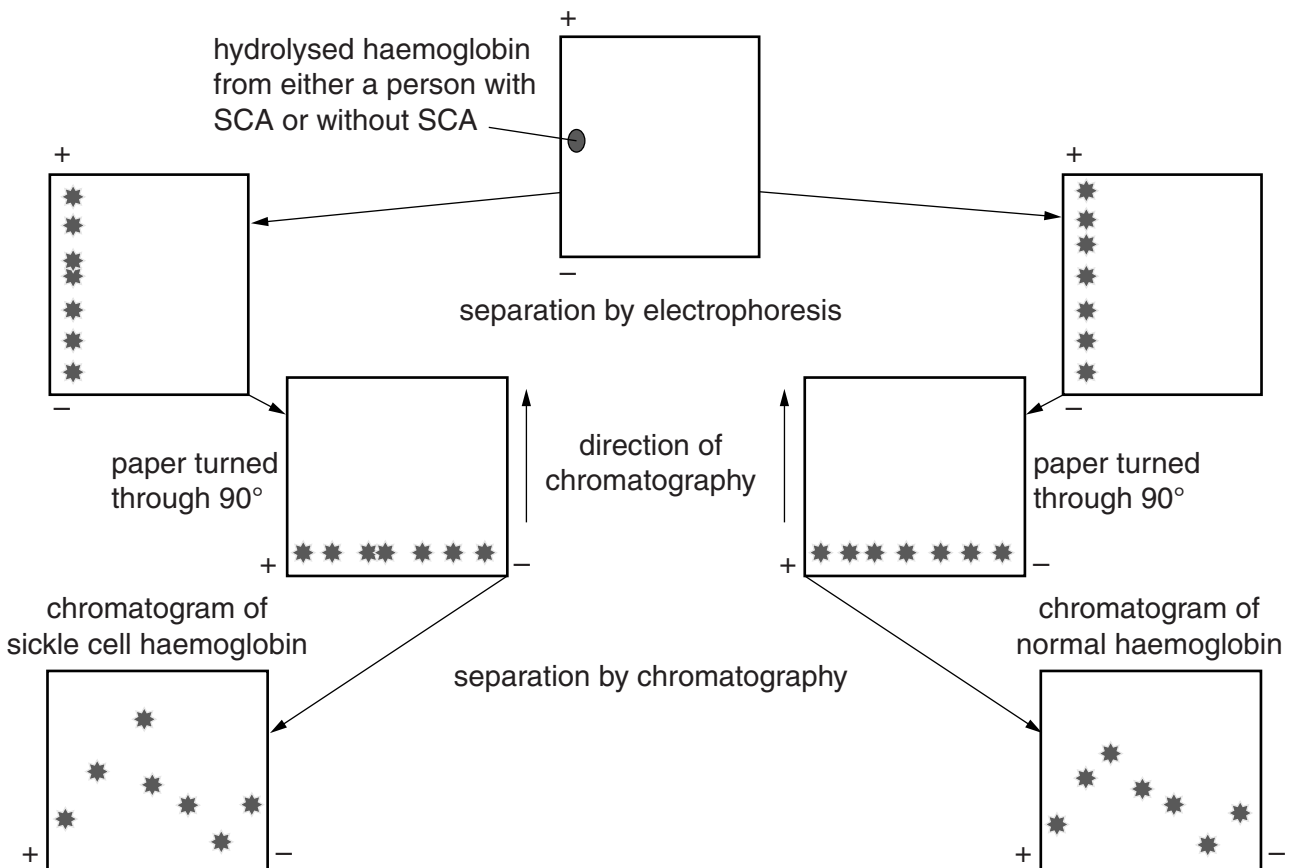 +
hydrolysed haemoglobin
from either a person with
SCA or without SCA
+
+
−
separation by electrophoresis
−
−
paper turned
through 90°
direction of
chromatography
paper turned
through 90°
+
−
+
−
chromatogram of
sickle cell haemoglobin
separation by chromatography
chromatogram of
normal haemoglobin
+
−
+
−